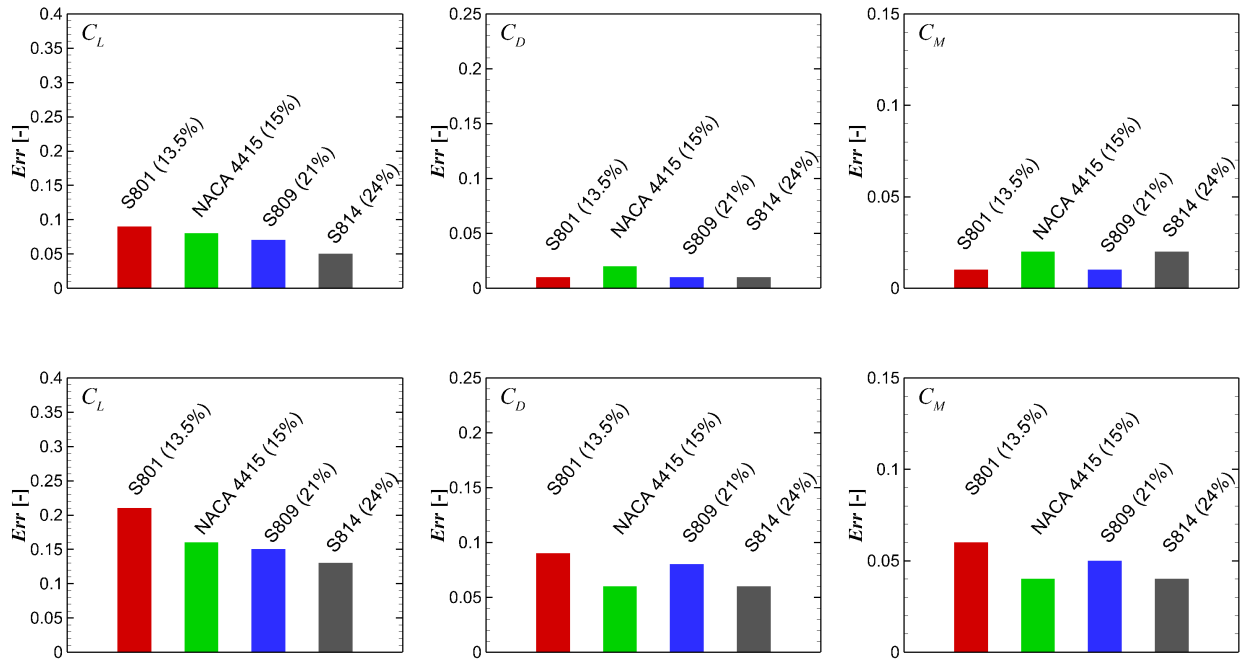 C_L
Err [-]
0.4
0.35
0.3
0.25
0.2
0.15
0.1
0.05
0
S801 (13.5%)
NACA 4415 (15%)
S809 (21%)
S814 (24%)
C_D
Err [-]
0.25
0.2
0.15
0.1
0.05
0
S801 (13.5%)
NACA 4415 (15%)
S809 (21%)
S814 (24%)
C_M
Err [-]
0.15
0.1
0.05
0
S801 (13.5%)
NACA 4415 (15%)
S809 (21%)
S814 (24%)
C_L
Err [-]
0.4
0.35
0.3
0.25
0.2
0.15
0.1
0.05
0
S801 (13.5%)
NACA 4415 (15%)
S809 (21%)
S814 (24%)
C_D
Err [-]
0.25
0.2
0.15
0.1
0.05
0
S801 (13.5%)
NACA 4415 (15%)
S809 (21%)
S814 (24%)
C_M
Err [-]
0.15
0.1
0.05
0
S801 (13.5%)
NACA 4415 (15%)
S809 (21%)
S814 (24%)